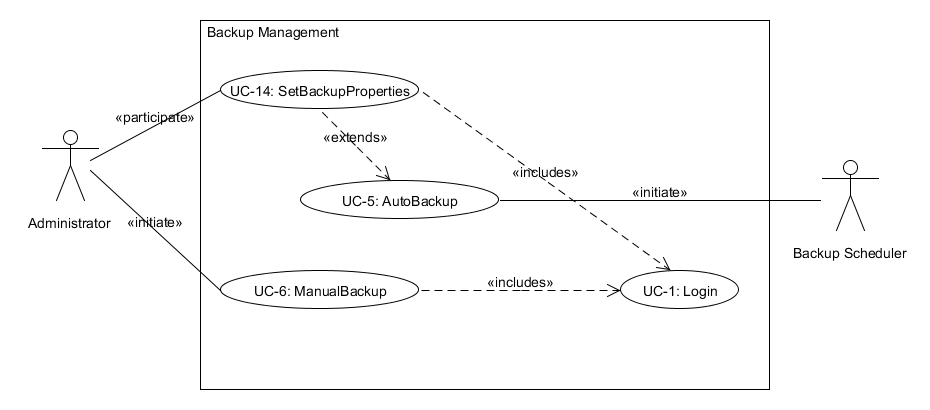 Backup Management
UC-14: SetBackupProperties
«participate»
«extends»
«includes»
UC-5: AutoBackup
«initiate»
Administrator
«initiate»
Backup Scheduler
UC-6: ManualBackup
«includes»
UC-1: Login